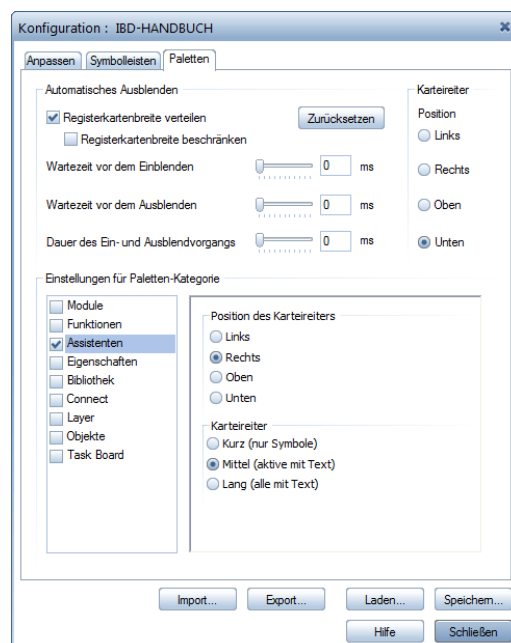 Konfiguration : IBD-HANDBUCH
Anpassen Symbolleisten Paletten
Automatisches Ausblenden
Registerkartenbreite verteilen
Zurücksetzen
Registerkartenbreite beschränken
Wartezeit vor dem Einblenden 0 ms
Wartezeit vor dem Ausblenden 0 ms
Dauer des Ein- und Ausblendvorgangs 0 ms
Karteireiter
Position
Links
Rechts
Oben
Unten
Einstellungen für Paletten-Kategorie
Module
Funktionen
Assistenten
Eigenschaften
Bibliothek
Connect
Layer
Objekte
Task Board
Position des Karteireiters
Links
Rechts
Oben
Unten
Karteireiter
Kurz (nur Symbole)
Mittel (aktive mit Text)
Lang (alle mit Text)
Import... Export... Laden... Speichern...
Hilfe Schließen